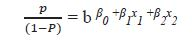 p/(1−P) = b^(β₀ +β₁x₁ +β₂x₂)